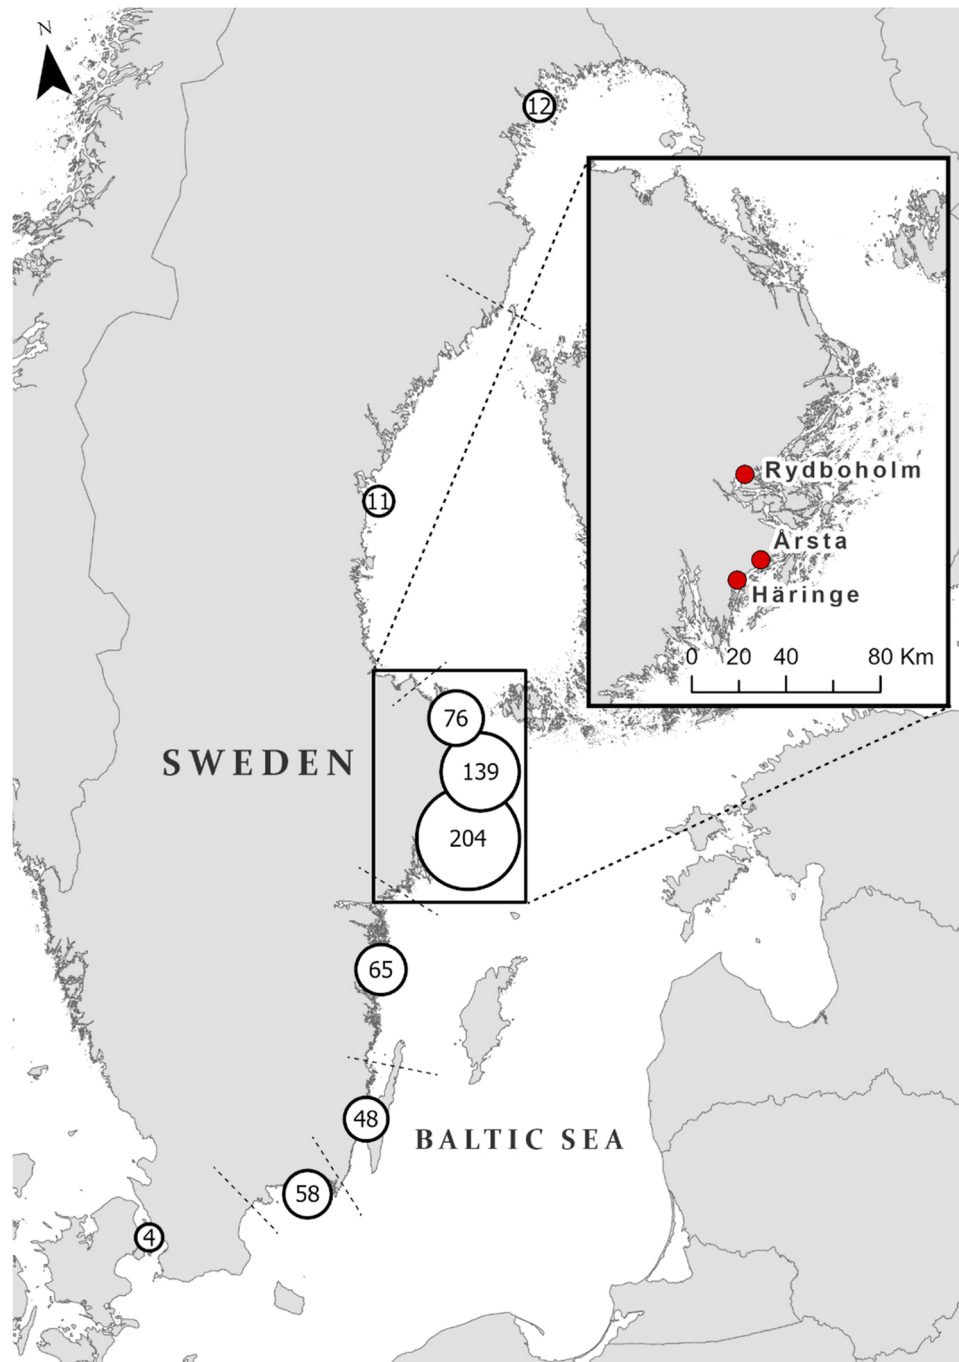 N
12
11
Rydboholm
Årsta
Häringe
0 20 40 80 Km
76
SWEDEN
139
204
65
48
BALTIC SEA
58
4